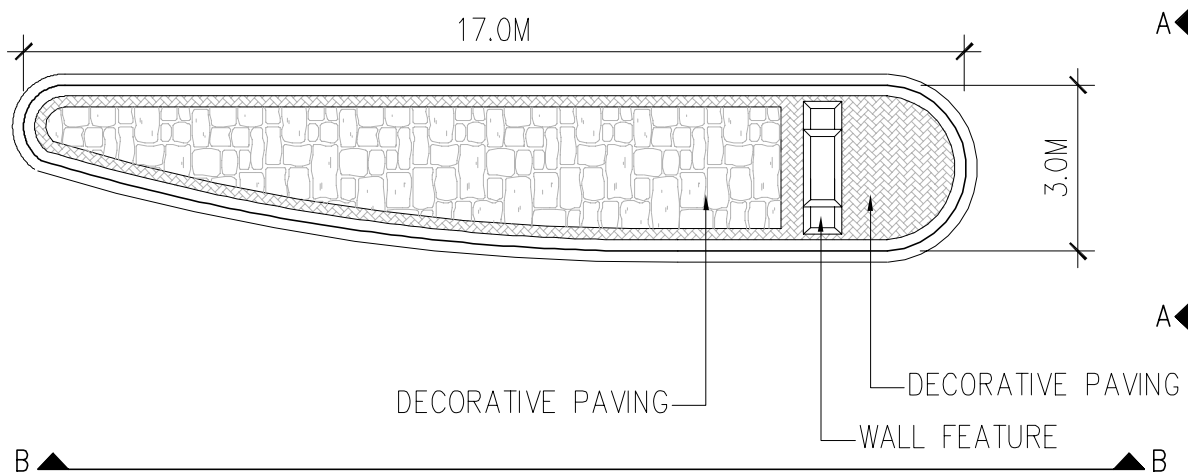 17.0M
A
3.0M
A
DECORATIVE PAVING
DECORATIVE PAVING
WALL FEATURE
B
B